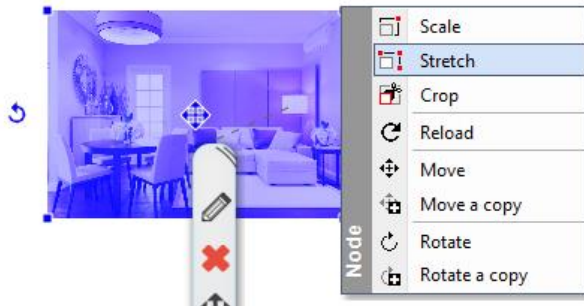 Scale
Stretch
Crop
Reload
Move
Move a copy
Rotate
Rotate a copy
Node